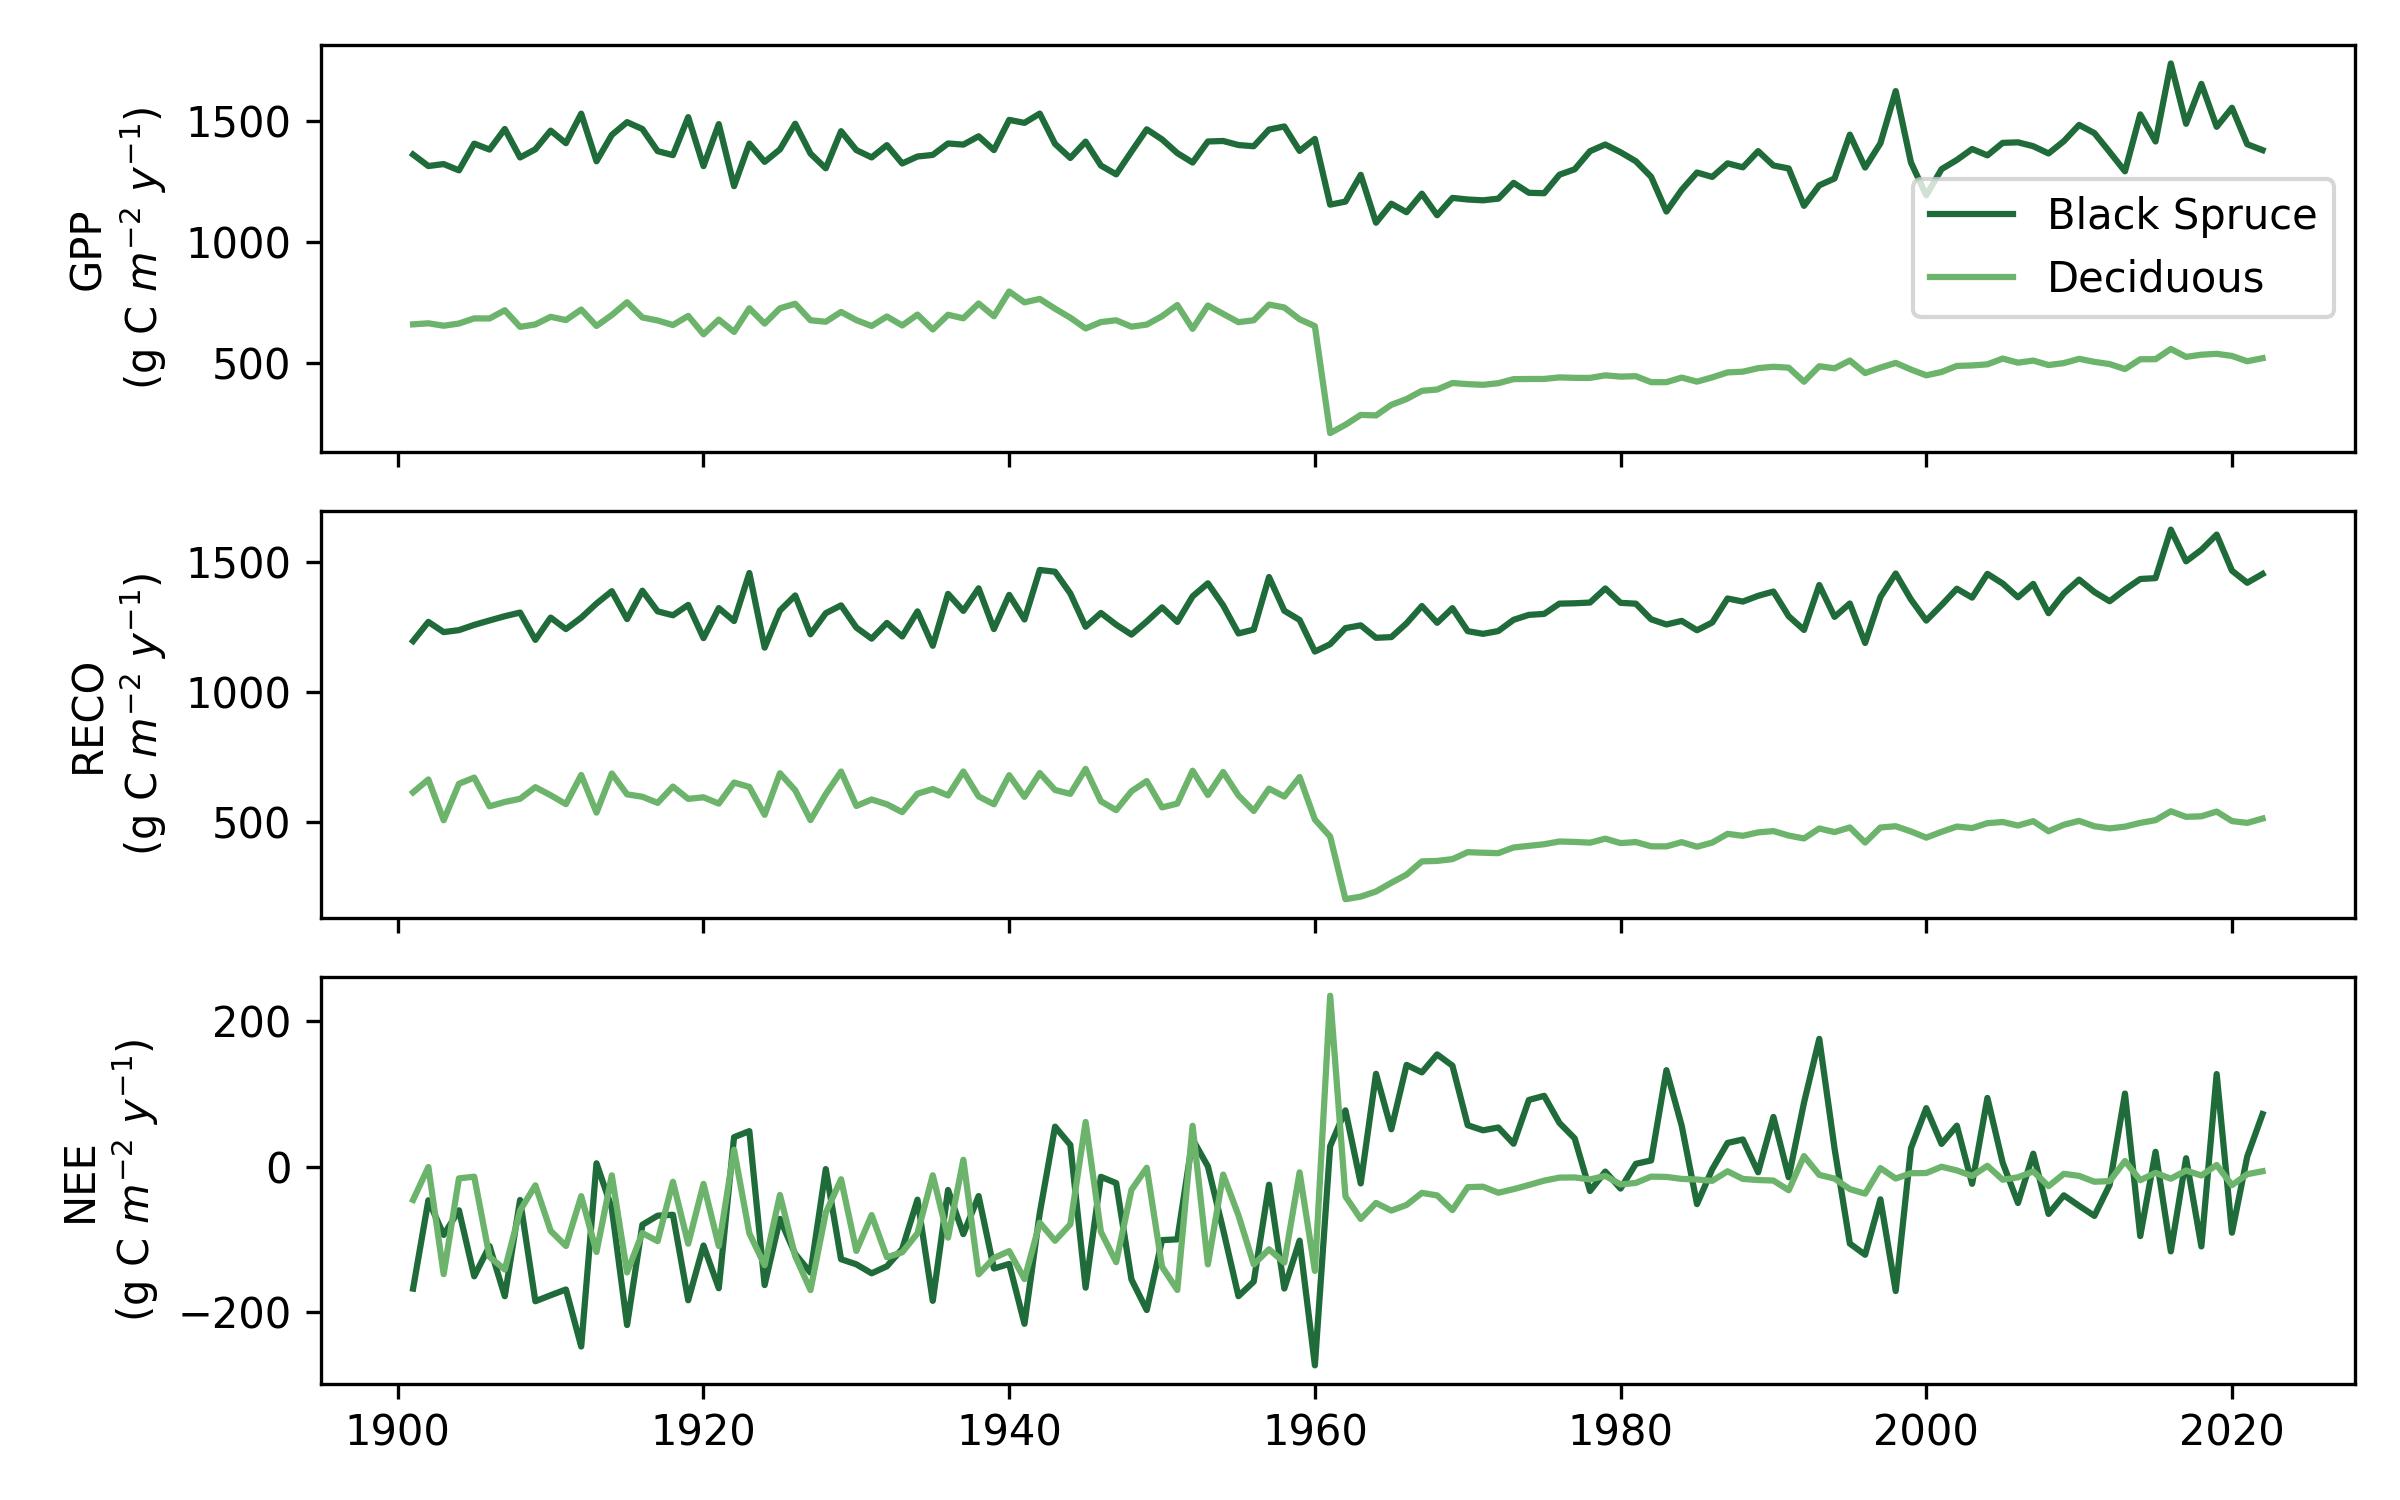 GPP
(g C m⁻² y⁻¹)
1500
1000
500
Black Spruce
Deciduous
RECO
(g C m⁻² y⁻¹)
1500
1000
500
NEE
(g C m⁻² y⁻¹)
200
0
−200
1900 1920 1940 1960 1980 2000 2020